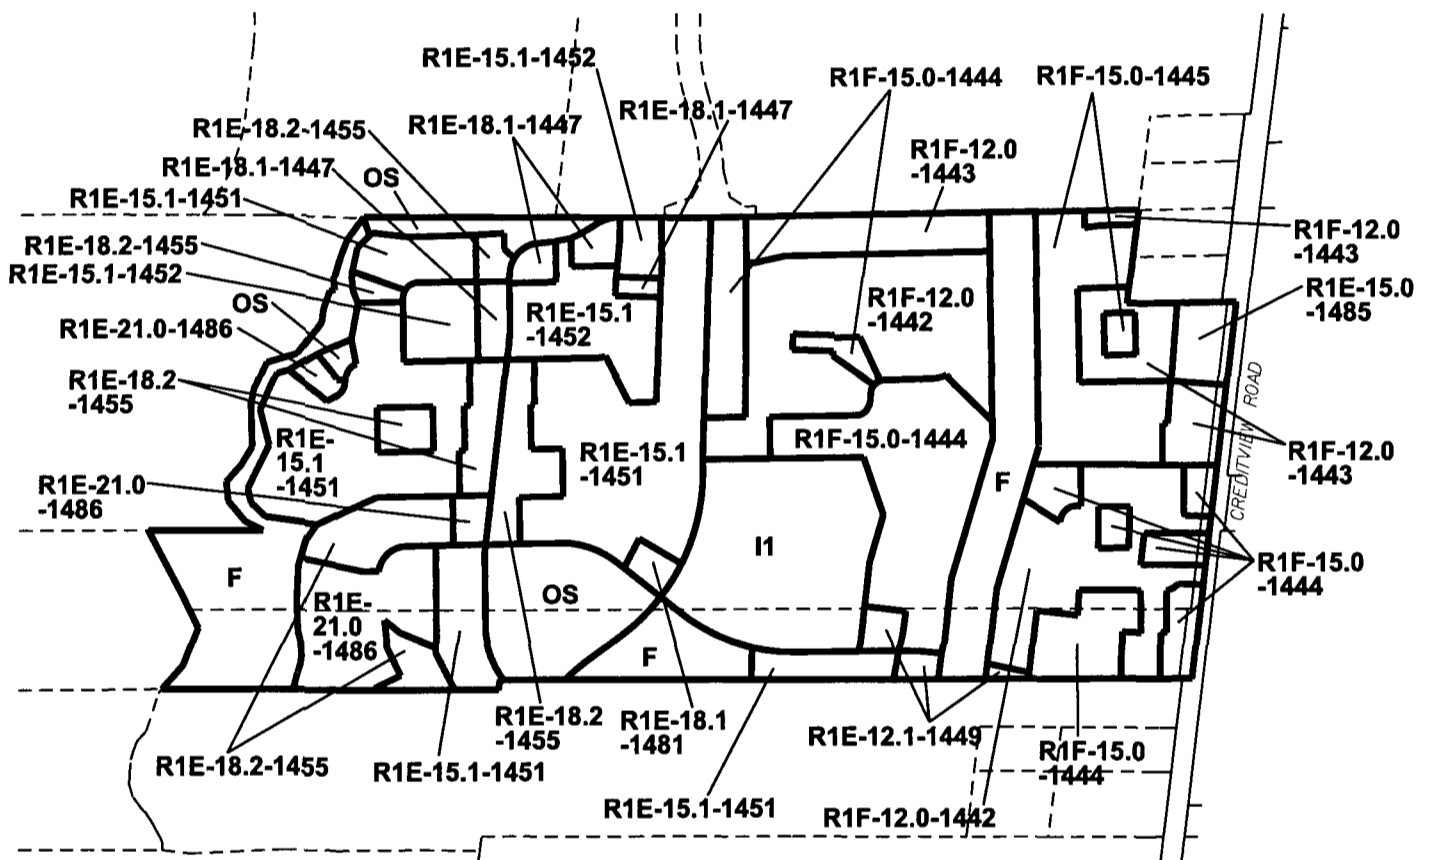 R1E-15.1-1452
R1F-15.0-1444
R1F-15.0-1445
R1E-18.1-1447
R1E-18.2-1455
R1E-18.1-1447
R1F-12.0
-1443
R1E-18.1-1447
OS
R1E-15.1-1451
R1F-12.0
-1443
R1E-18.2-1455
R1E-15.1-1452
R1E-15.0
-1485
OS
R1F-12.0
-1442
R1E-15.1
-1452
R1E-21.0-1486
R1E-18.2
-1455
CREDITVIEW ROAD
R1E-
15.1
-1451
R1E-15.1
-1451
R1F-15.0-1444
R1F-12.0
-1443
F
R1E-21.0
-1486
I1
R1F-15.0
-1444
F
OS
R1E-
21.0
-1486
F
R1E-18.2
-1455
R1E-18.1
-1481
R1E-12.1-1449
R1F-15.0
-1444
R1E-18.2-1455
R1E-15.1-1451
R1E-15.1-1451
R1F-12.0-1442